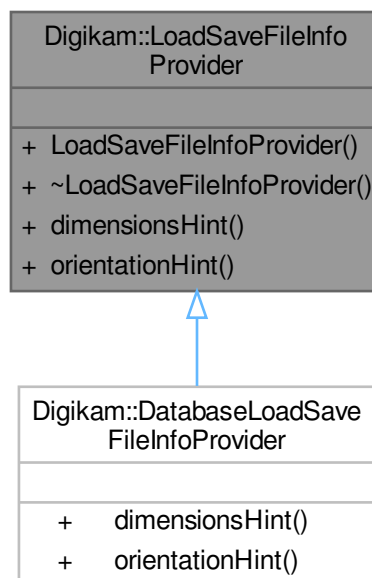 Digikam::LoadSaveFileInfo
Provider
+ LoadSaveFileInfoProvider()
+ ~LoadSaveFileInfoProvider()
+ dimensionsHint()
+ orientationHint()
Digikam::DatabaseLoadSave
FileInfoProvider
+ dimensionsHint()
+ orientationHint()